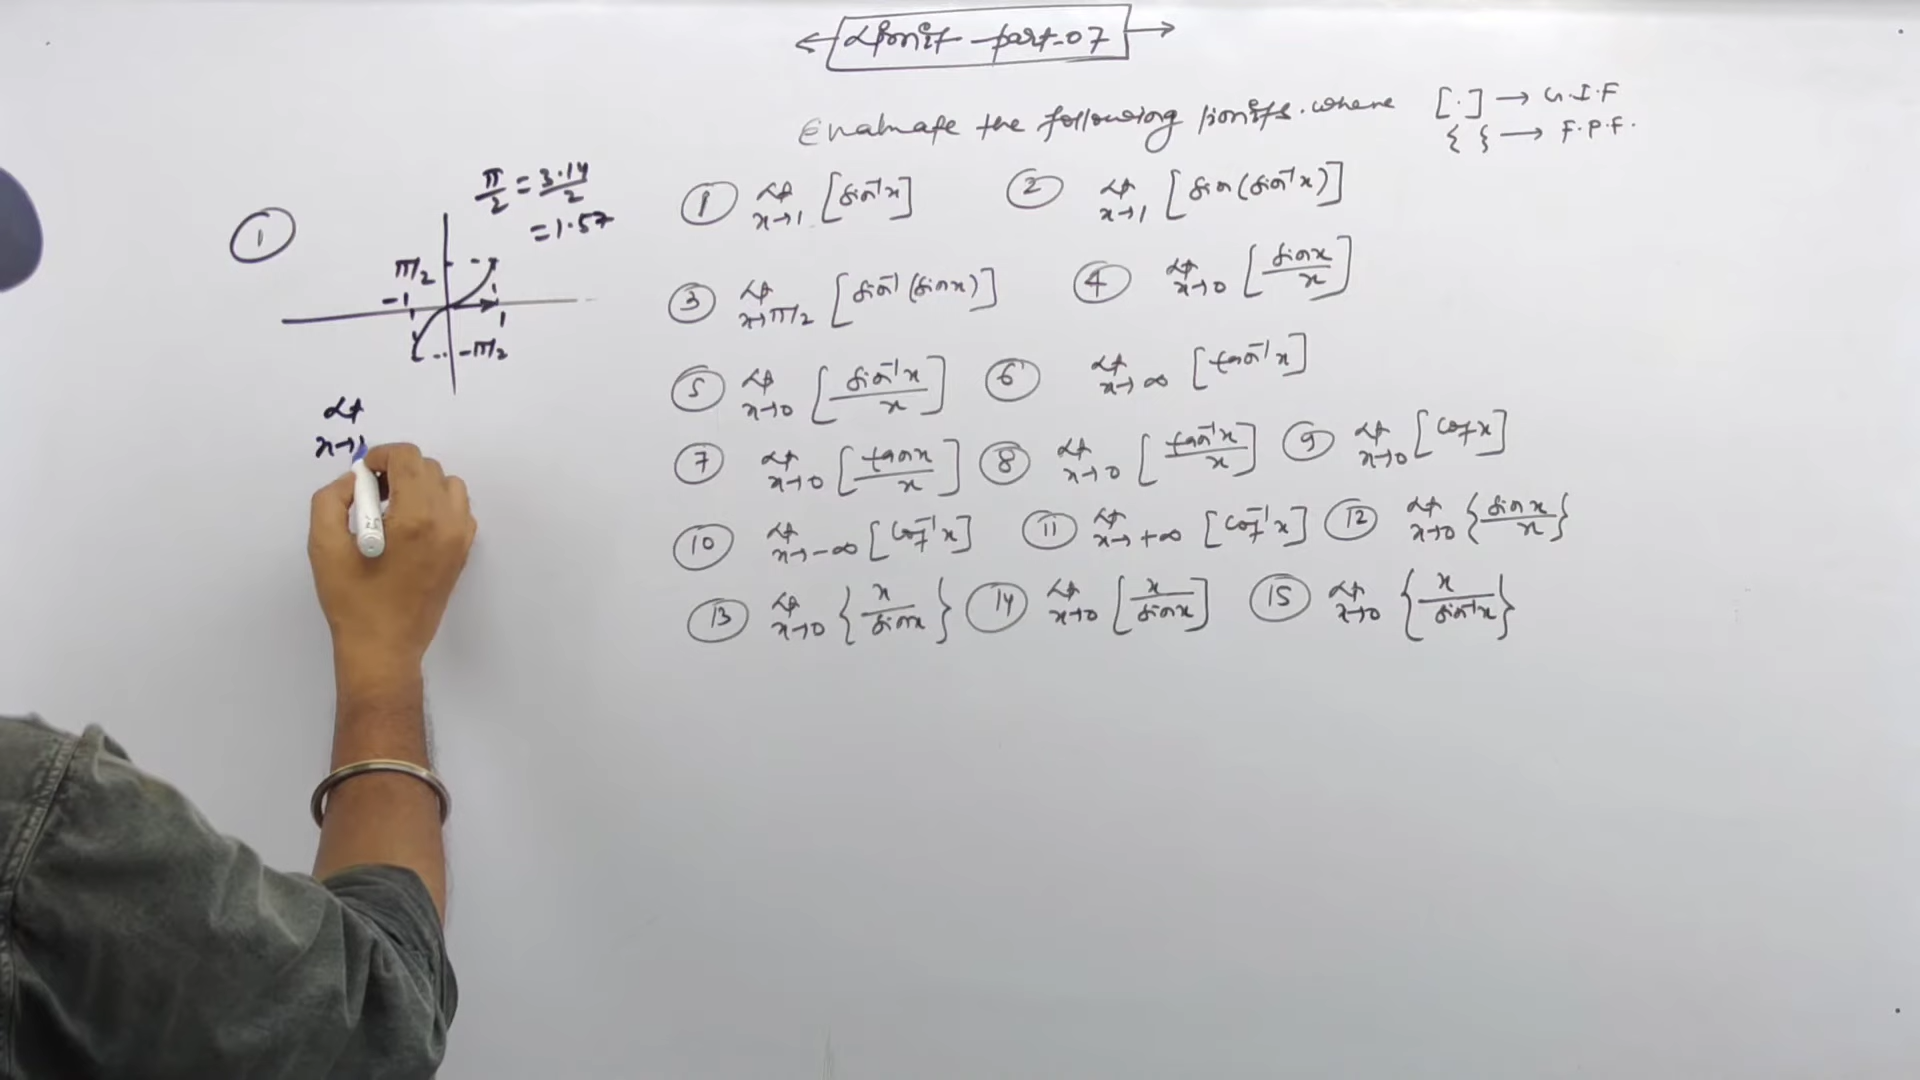 Limit-part-07
Evaluate the following limits. where [.] → G.I.F
{ } → F.P.F.
① Lt x→1 [sin⁻¹x] ② Lt x→1 [sin(sin⁻¹x)]
③ Lt x→π/2 [sin⁻¹(sinx)] ④ Lt x→0 [sinx/x]
⑤ Lt x→0 [sin⁻¹x/x] ⑥ Lt x→∞ [tan⁻¹x]
⑦ Lt x→0 [tanx/x] ⑧ Lt x→0 [tan⁻¹x/x] ⑨ Lt x→0 [cotx]
⑩ Lt x→-∞ [cot⁻¹x] ⑪ Lt x→+∞ [cot⁻¹x] ⑫ Lt x→0 {sinx/x}
⑬ Lt x→0 {x/sinx} ⑭ Lt x→0 [x/sinx] ⑮ Lt x→0 {x/sin⁻¹x}
①
π/2 = 3.14/2
= 1.57
π/2
-1
1
-π/2
Lt
x→1